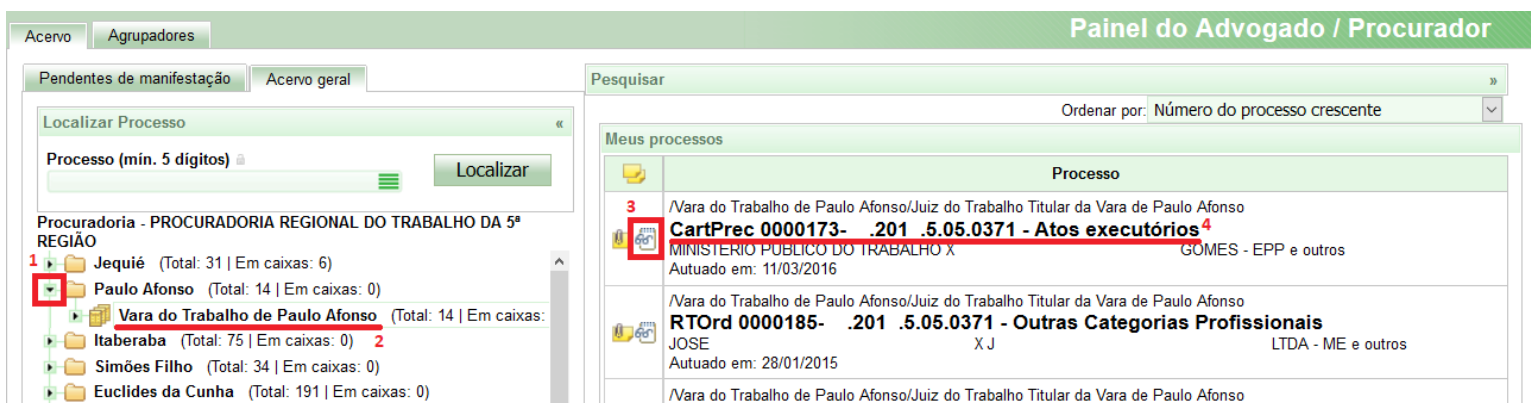 Acervo Agrupadores Painel do Advogado / Procurador
Pendentes de manifestação Acervo geral
Localizar Processo «
Processo (mín. 5 dígitos)
Localizar
Procuradoria - PROCURADORIA REGIONAL DO TRABALHO DA 5ª
REGIÃO
1 Jequié (Total: 31 | Em caixas: 6)
Paulo Afonso (Total: 14 | Em caixas: 0)
Vara do Trabalho de Paulo Afonso (Total: 14 | Em caixas:
Itaberaba (Total: 75 | Em caixas: 0) 2
Simões Filho (Total: 34 | Em caixas: 0)
Euclides da Cunha (Total: 191 | Em caixas: 0)
Pesquisar »
Ordenar por: Número do processo crescente
Meus processos
Processo
3 /Vara do Trabalho de Paulo Afonso/Juiz do Trabalho Titular da Vara de Paulo Afonso
CartPrec 0000173- .201 .5.05.0371 - Atos executórios 4
MINISTERIO PUBLICO DO TRABALHO X GOMES - EPP e outros
Autuado em: 11/03/2016
/Vara do Trabalho de Paulo Afonso/Juiz do Trabalho Titular da Vara de Paulo Afonso
RTOrd 0000185- .201 .5.05.0371 - Outras Categorias Profissionais
JOSE X J LTDA - ME e outros
Autuado em: 28/01/2015
/Vara do Trabalho de Paulo Afonso/Juiz do Trabalho Titular da Vara de Paulo Afonso